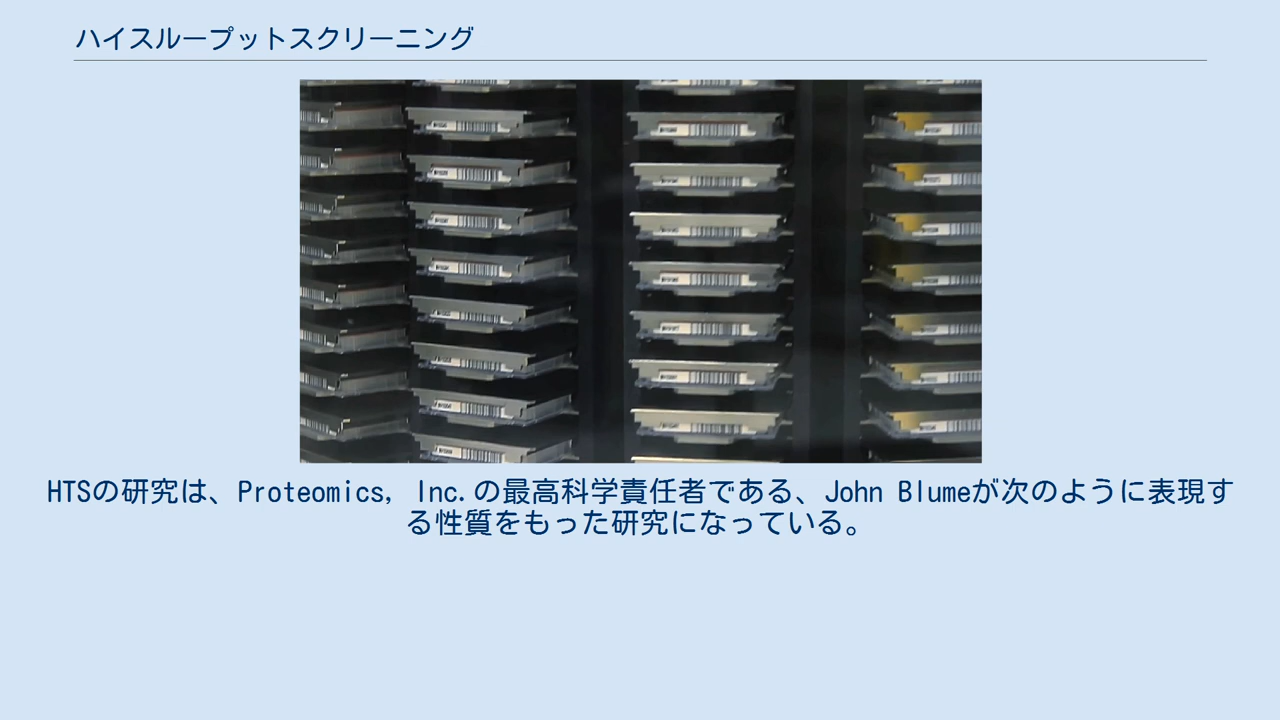 ハイスループットスクリーニング
HTSの研究は、Proteomics, Inc.の最高科学責任者である、John Blumeが次のように表現す
る性質をもった研究になっている。